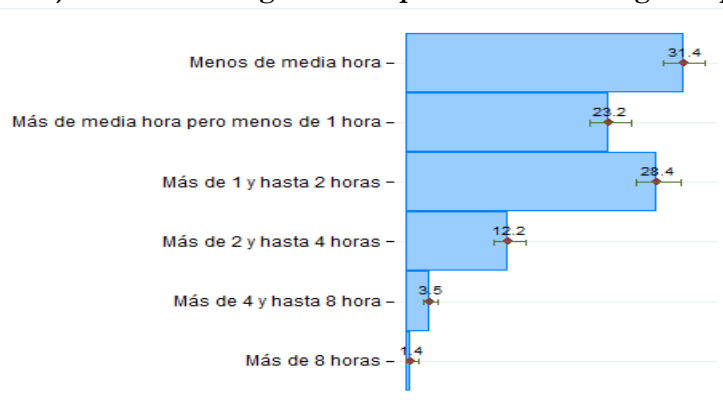 Menos de media hora
31.4
Más de media hora pero menos de 1 hora
23.2
Más de 1 y hasta 2 horas
28.4
Más de 2 y hasta 4 horas
12.2
Más de 4 y hasta 8 hora
3.5
Más de 8 horas
1.4